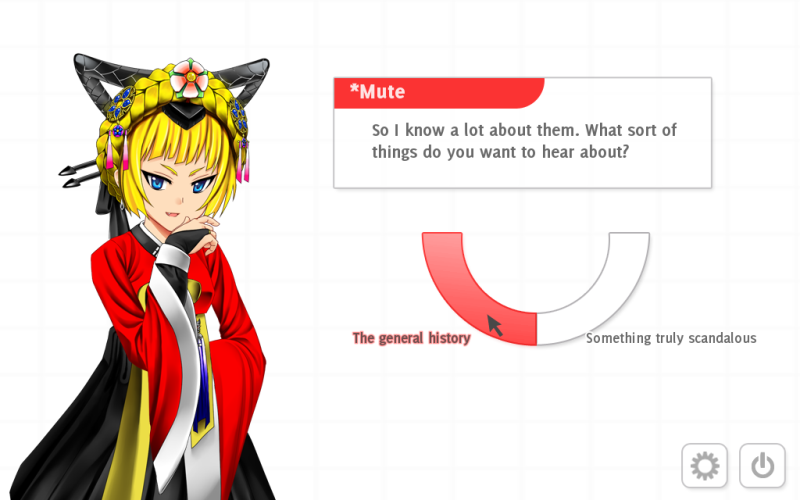 *Mute
So I know a lot about them. What sort of
things do you want to hear about?
The general history
Something truly scandalous